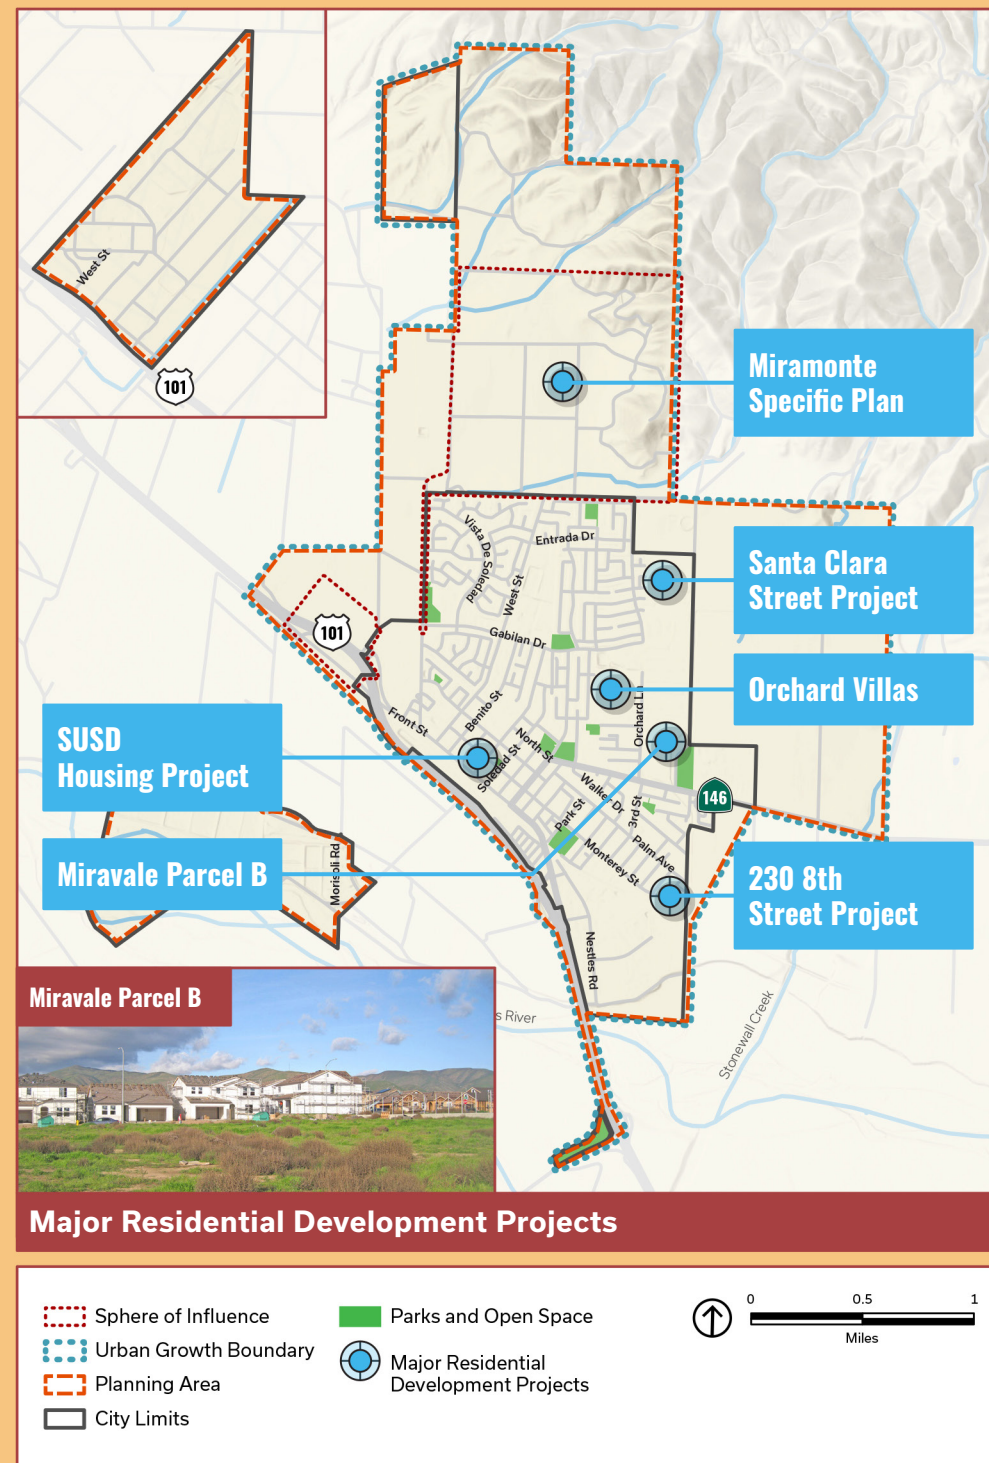 West St
101
Miramonte
Specific Plan
Vista De Soledad
Entrada Dr
West St
Santa Clara
Street Project
101
Gabilan Dr
Orchard Villas
Orchard Ln
Benito St
Front St
SUSD
Housing Project
North St
Soledad St
Walker Dr
146
3rd St
Park St
Palm Ave
Monterey St
Morisoli Rd
Miravale Parcel B
230 8th
Street Project
Nestles Rd
Miravale Parcel B
s River
Stonewall Creek
Major Residential Development Projects
Sphere of Influence
Urban Growth Boundary
Planning Area
City Limits
Parks and Open Space
Major Residential
Development Projects
0 0.5 1
Miles